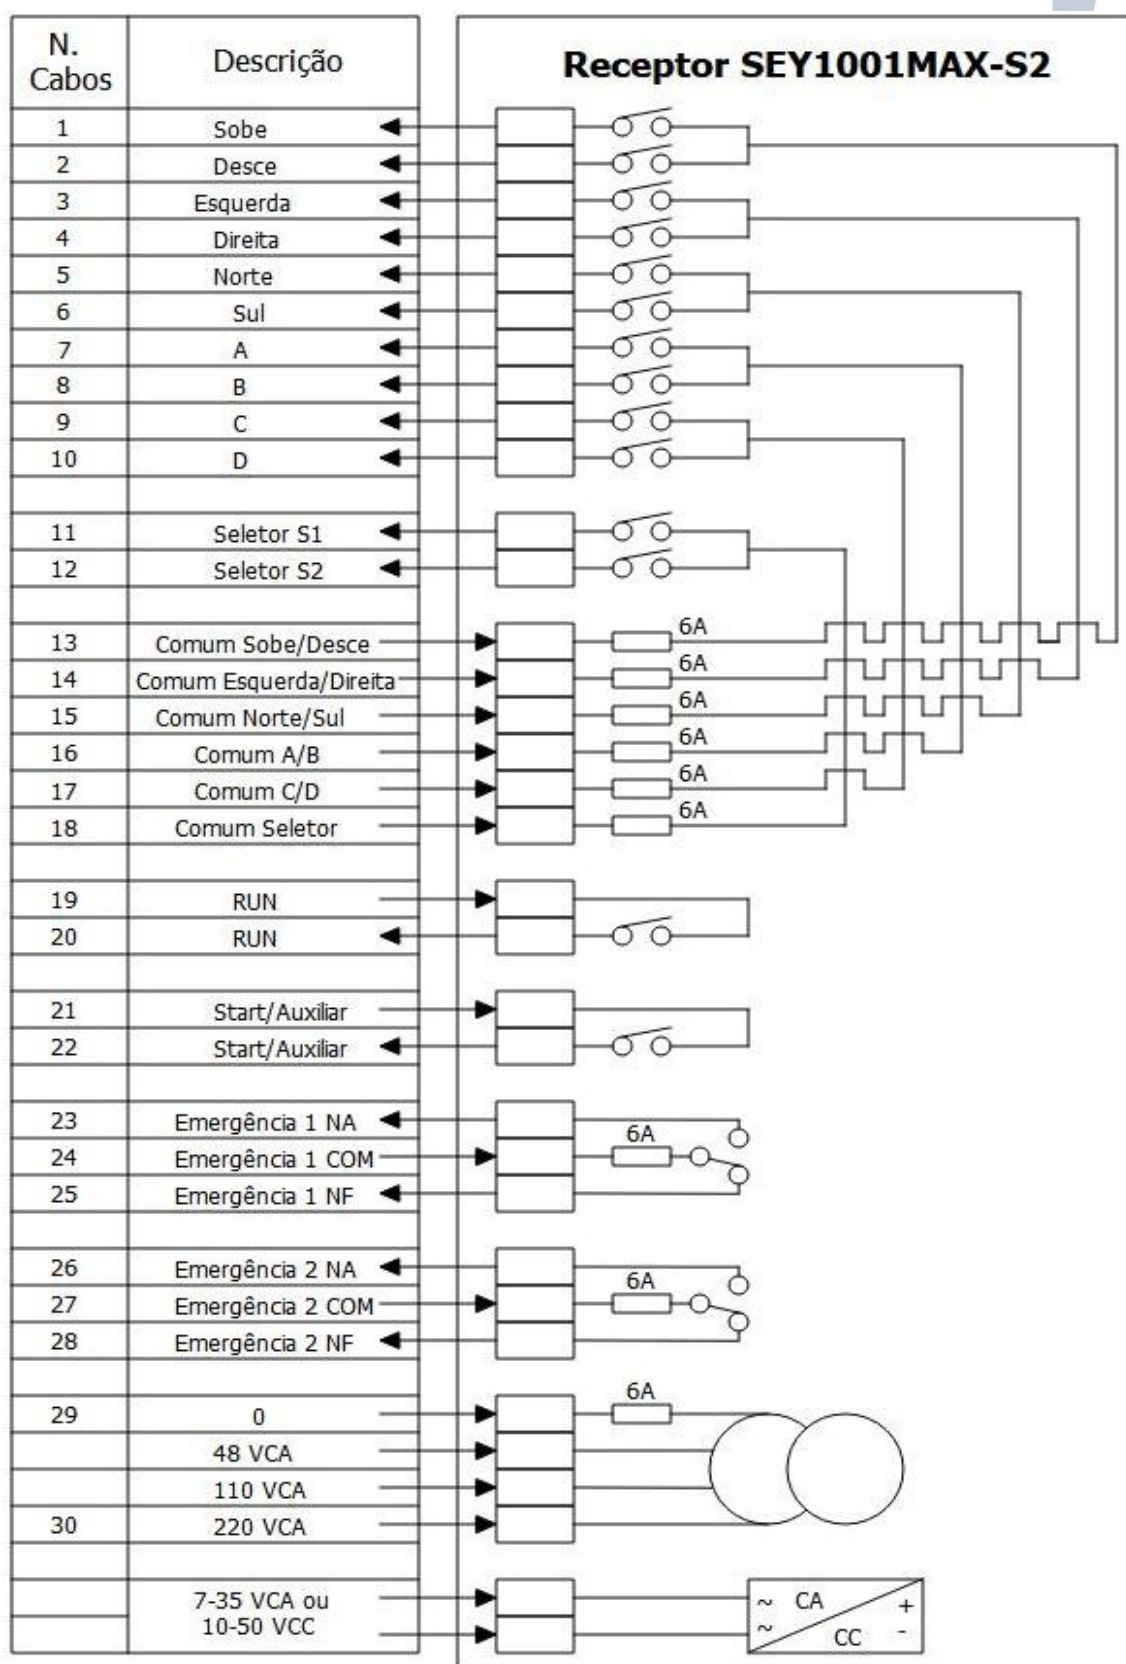 N. Cabos Descrição Receptor SEY1001MAX-S2
1 Sobe
2 Desce
3 Esquerda
4 Direita
5 Norte
6 Sul
7 A
8 B
9 C
10 D
11 Seletor S1
12 Seletor S2
13 Comum Sobe/Desce 6A
14 Comum Esquerda/Direita 6A
15 Comum Norte/Sul 6A
16 Comum A/B 6A
17 Comum C/D 6A
18 Comum Seletor 6A
19 RUN
20 RUN
21 Start/Auxiliar
22 Start/Auxiliar
23 Emergência 1 NA
24 Emergência 1 COM 6A
25 Emergência 1 NF
26 Emergência 2 NA
27 Emergência 2 COM 6A
28 Emergência 2 NF
29 0 6A
48 VCA
110 VCA
30 220 VCA
7-35 VCA ou ~ CA +
10-50 VCC ~ CC -